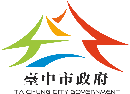 臺中市政府
TAICHUNG CITY GOVERNMENT